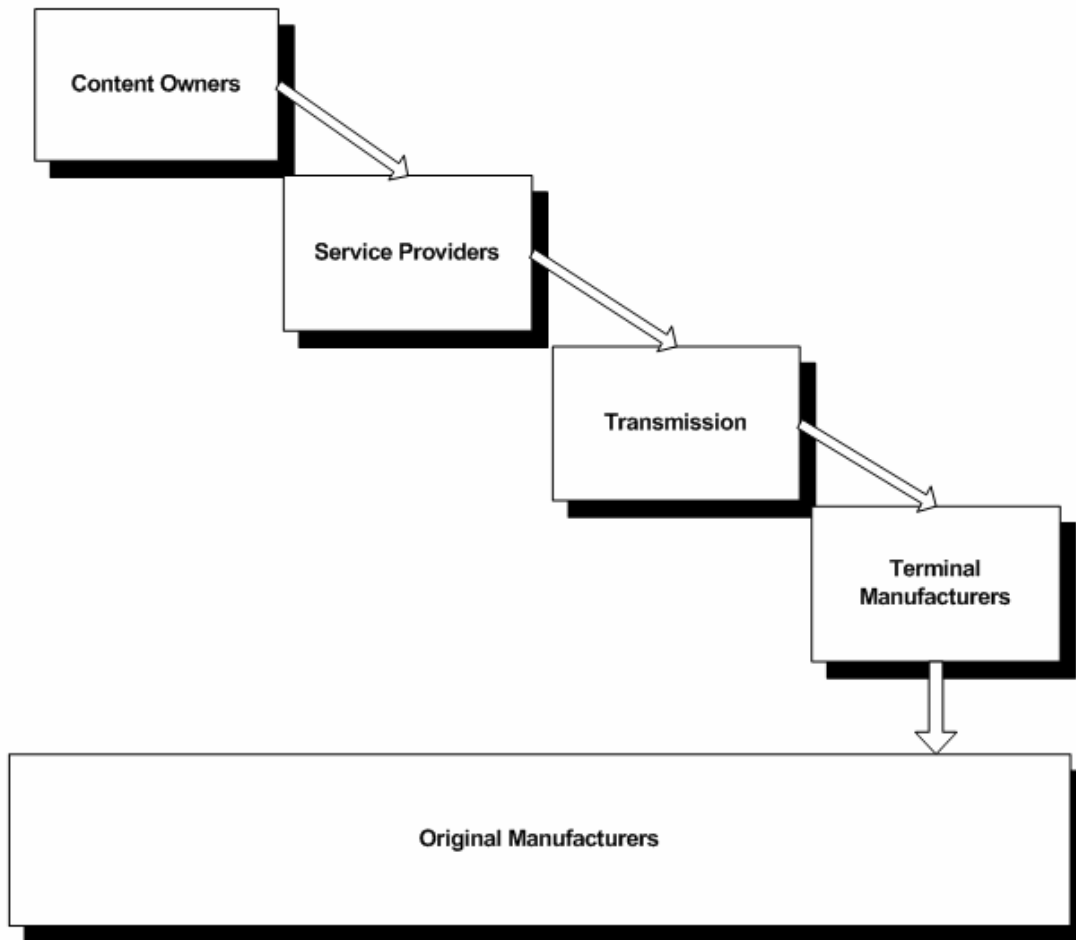 Content Owners
Service Providers
Transmission
Terminal
Manufacturers
Original Manufacturers